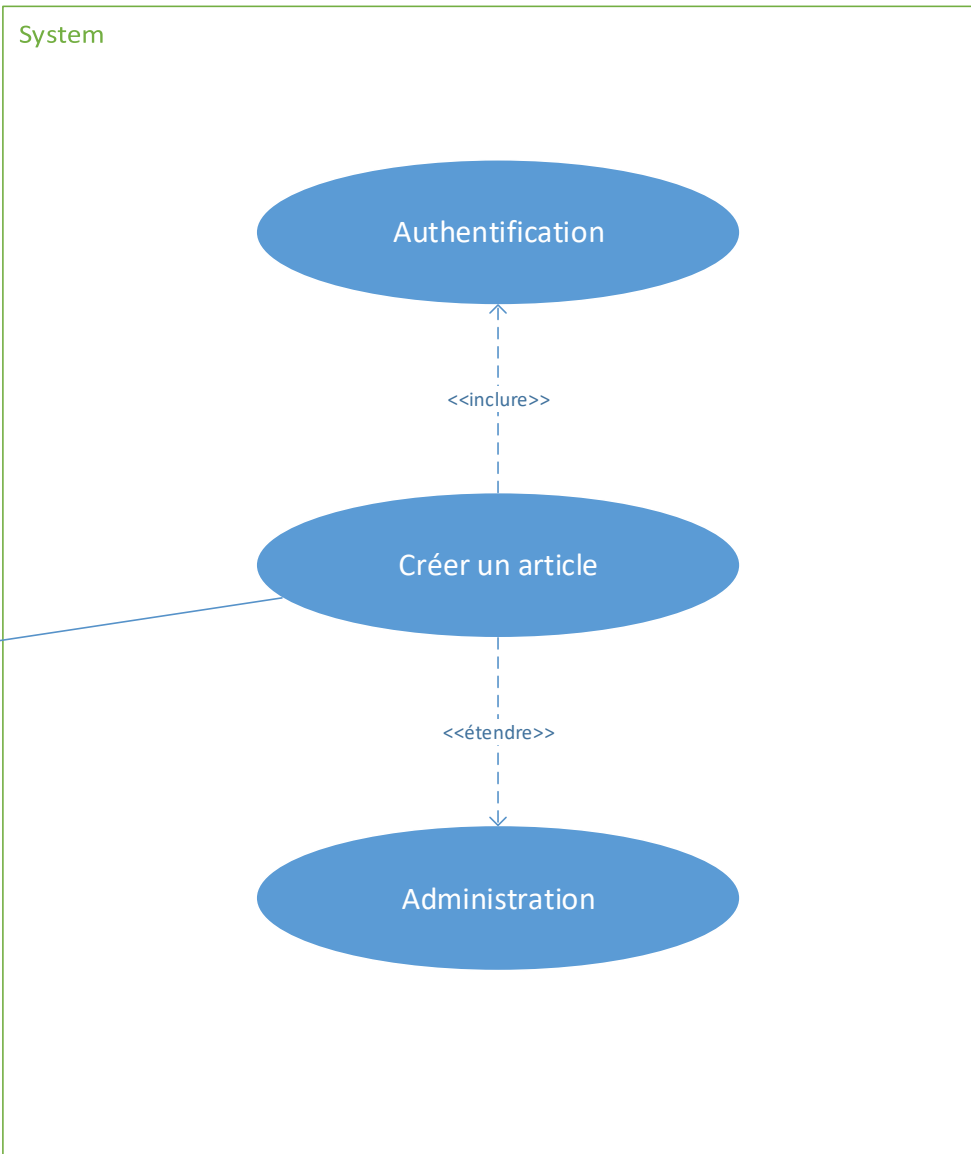 System
Authentification
<<inclure>>
Créer un article
<<étendre>>
Administration